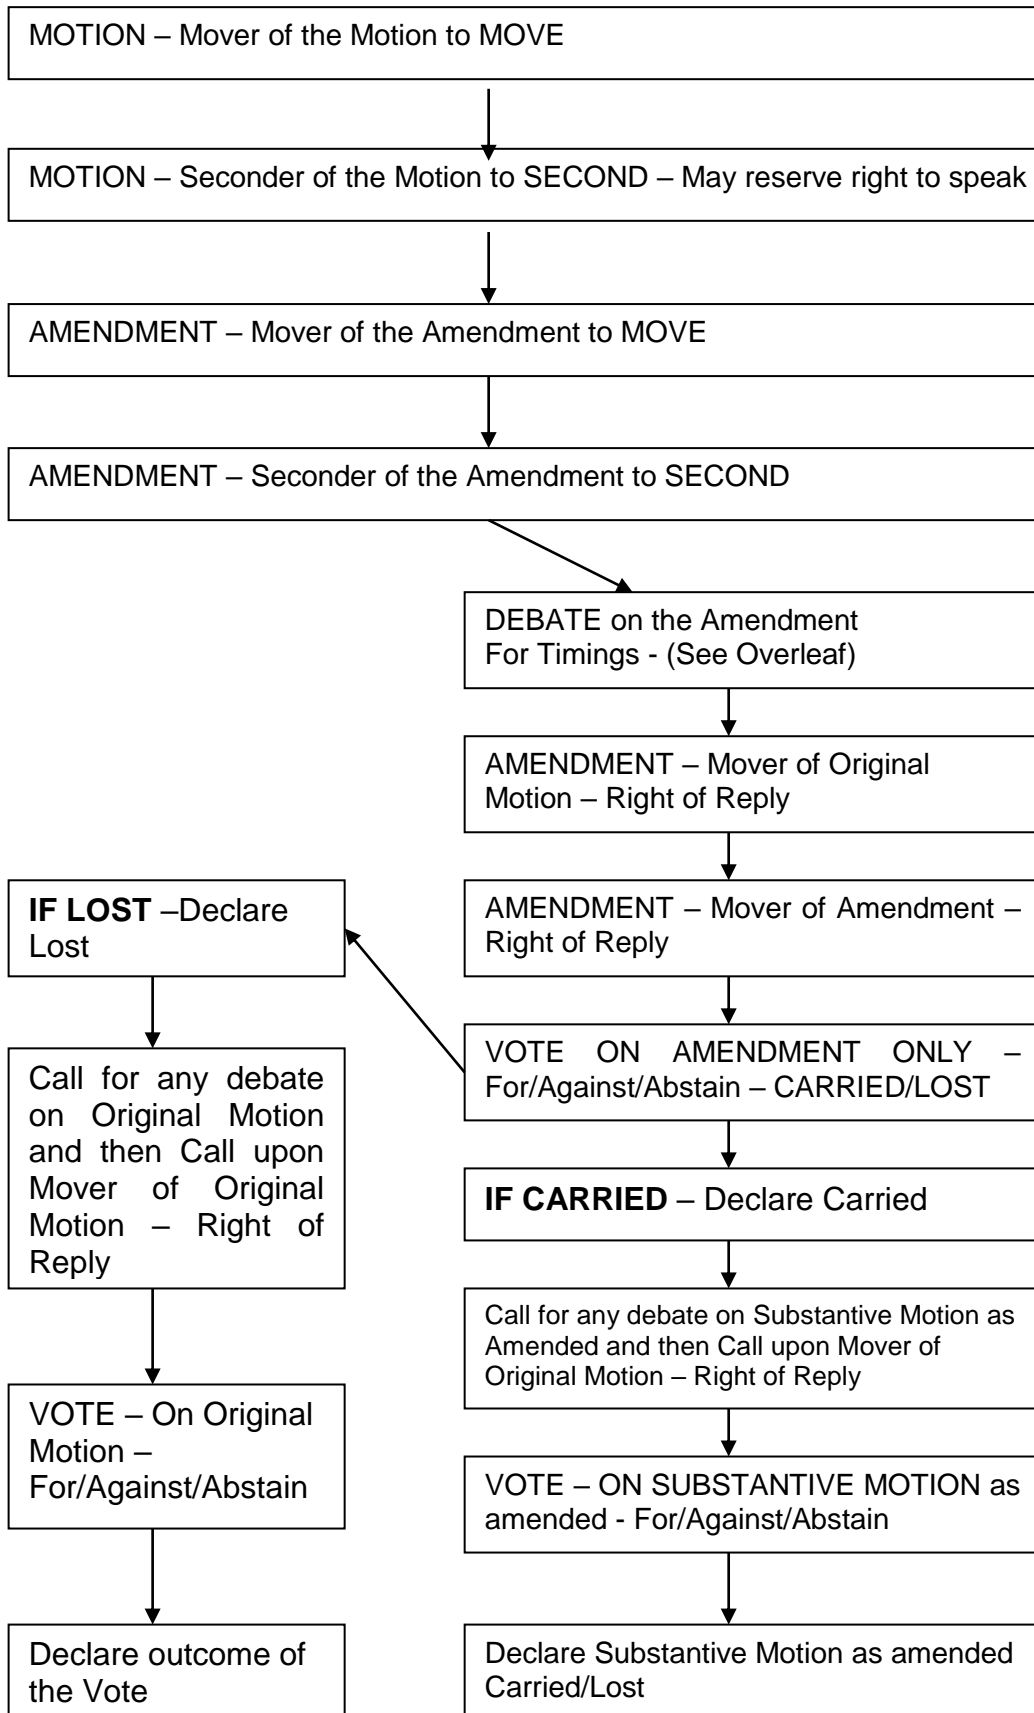 MOTION – Mover of the Motion to MOVE
MOTION – Seconder of the Motion to SECOND – May reserve right to speak
AMENDMENT – Mover of the Amendment to MOVE
AMENDMENT – Seconder of the Amendment to SECOND
DEBATE on the Amendment
For Timings - (See Overleaf)
AMENDMENT – Mover of Original
Motion – Right of Reply
AMENDMENT – Mover of Amendment –
Right of Reply
VOTE ON AMENDMENT ONLY –
For/Against/Abstain – CARRIED/LOST
IF LOST –Declare
Lost
Call for any debate
on Original Motion
and then Call upon
Mover of Original
Motion – Right of
Reply
VOTE – On Original
Motion –
For/Against/Abstain
Declare outcome of
the Vote
IF CARRIED – Declare Carried
Call for any debate on Substantive Motion as
Amended and then Call upon Mover of
Original Motion – Right of Reply
VOTE – ON SUBSTANTIVE MOTION as
amended - For/Against/Abstain
Declare Substantive Motion as amended
Carried/Lost